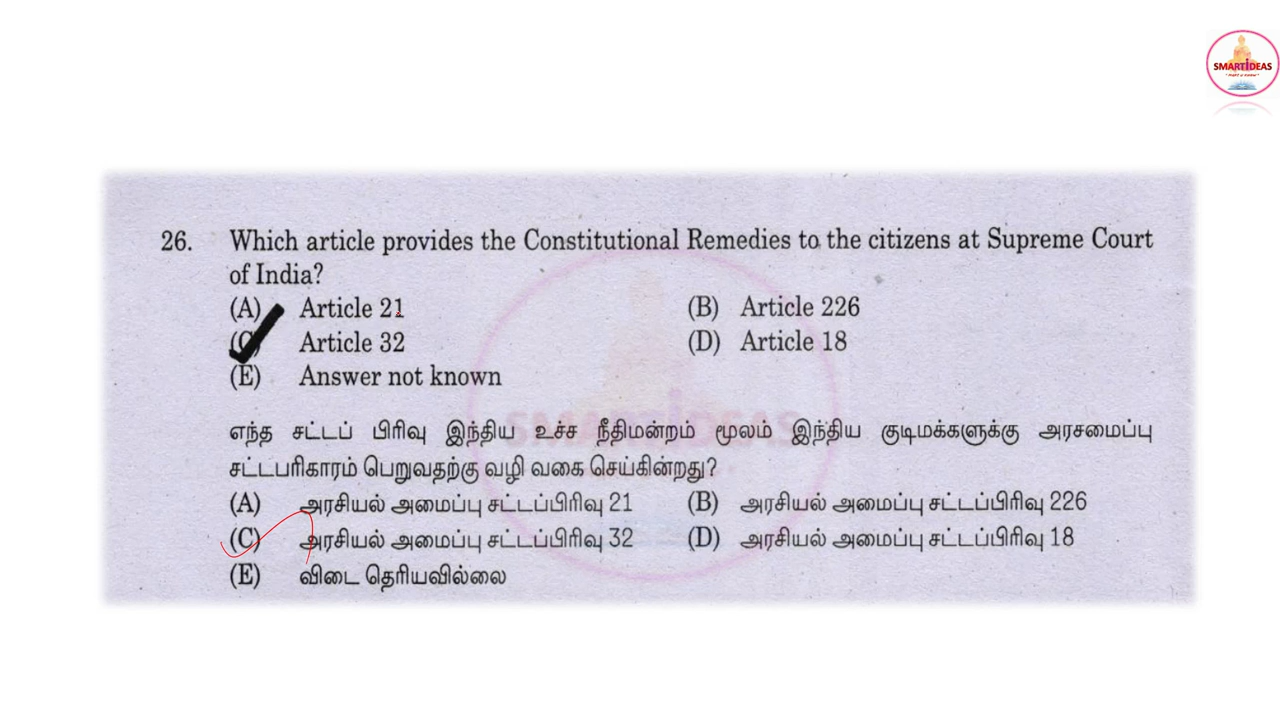 SMARTIDEAS
26. Which article provides the Constitutional Remedies to the citizens at Supreme Court
of India?
(A) Article 21 (B) Article 226
(C) Article 32 (D) Article 18
(E) Answer not known
எந்த சட்டப் பிரிவு இந்திய உச்ச நீதிமன்றம் மூலம் இந்திய குடிமக்களுக்கு அரசமைப்பு
சட்டபரிகாரம் பெறுவதற்கு வழி வகை செய்கின்றது?
(A) அரசியல் அமைப்பு சட்டப்பிரிவு 21 (B) அரசியல் அமைப்பு சட்டப்பிரிவு 226
(C) அரசியல் அமைப்பு சட்டப்பிரிவு 32 (D) அரசியல் அமைப்பு சட்டப்பிரிவு 18
(E) விடை தெரியவில்லை
SMARTIDEAS